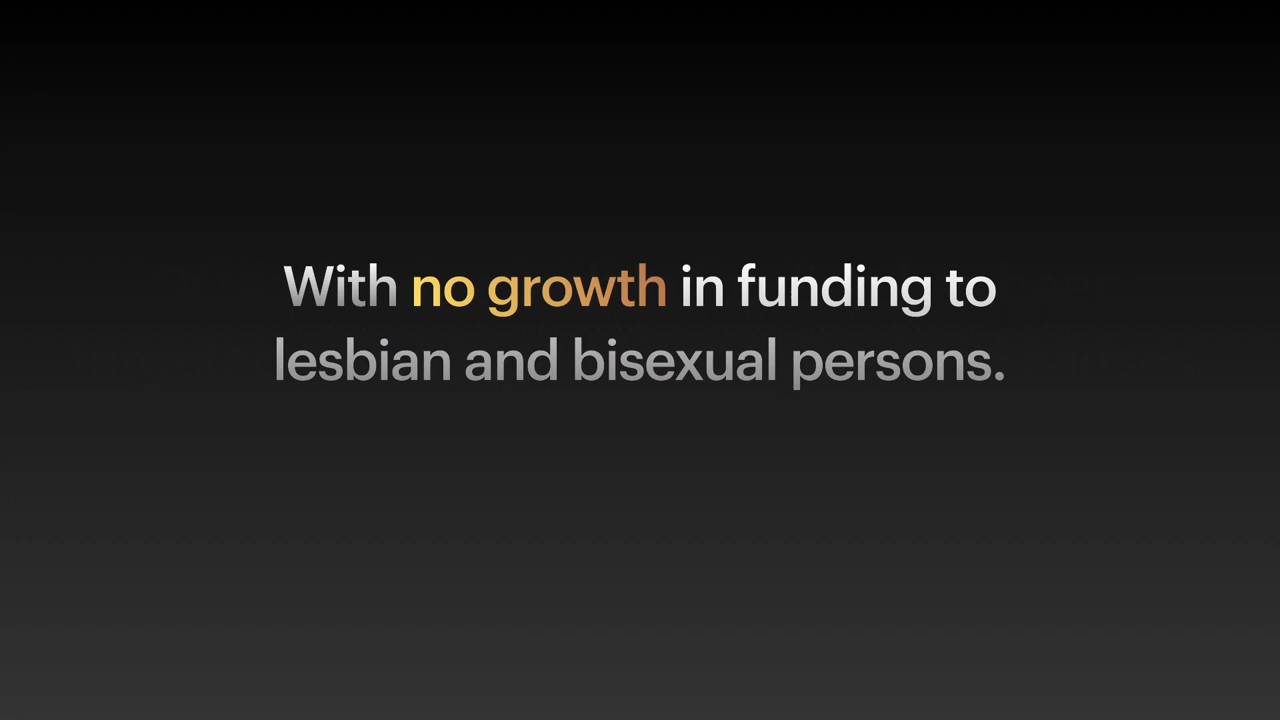 With no growth in funding to
lesbian and bisexual persons.